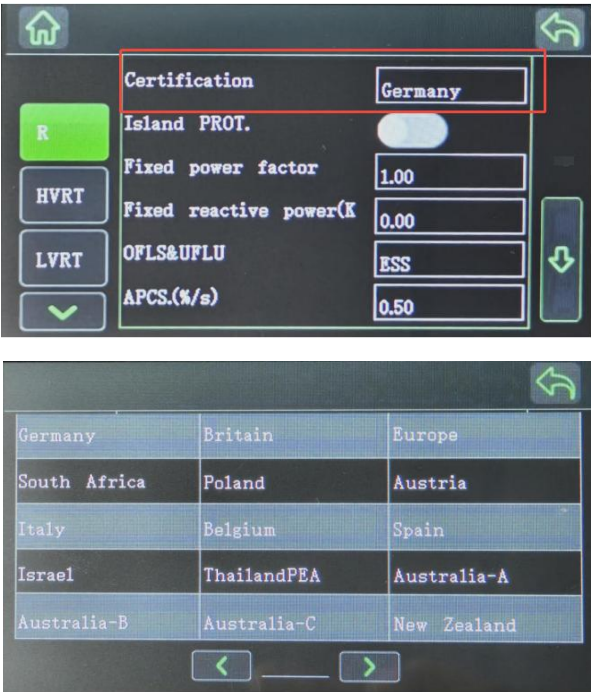 Certification Germany
R
Island PROT.
Fixed power factor 1.00
HVRT
Fixed reactive power(K 0.00
LVRT
OFLS&UFLU ESS
APCS.(%/s) 0.50
Germany Britain Europe
South Africa Poland Austria
Italy Belgium Spain
Israel ThailandPEA Australia-A
Australia-B Australia-C New Zealand